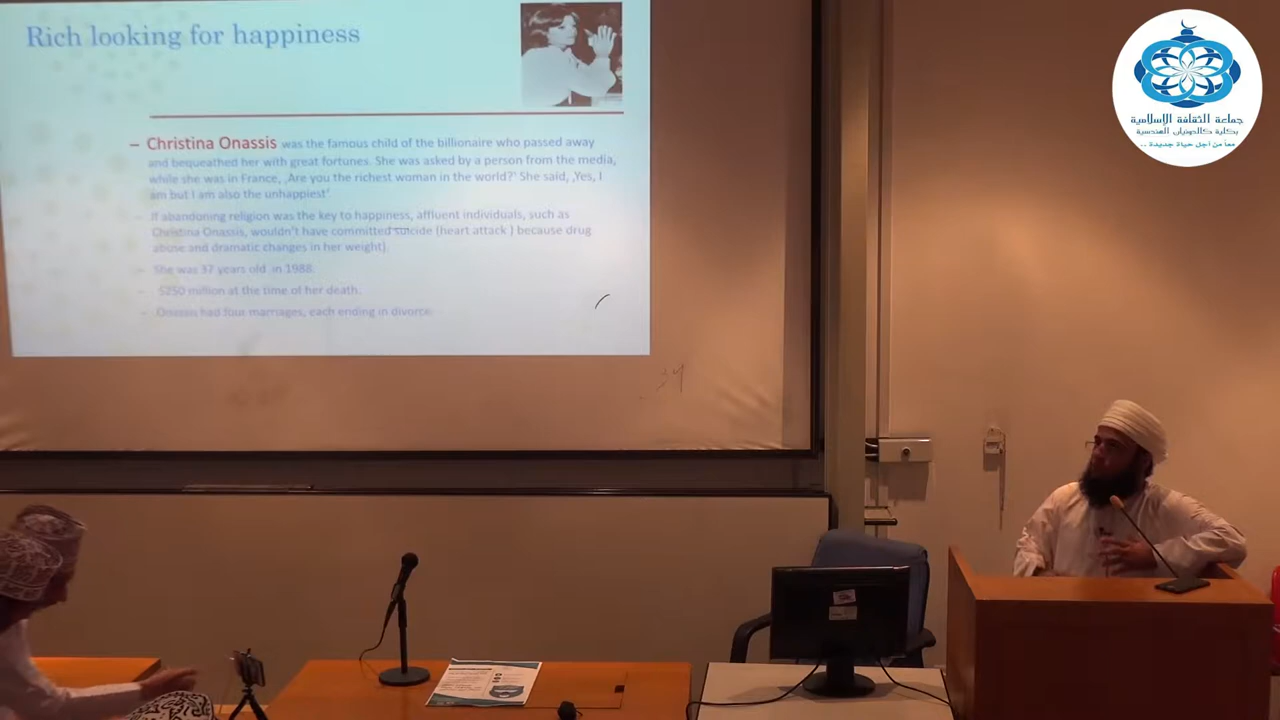 Rich looking for happiness
– Christina Onassis was the famous child of the billionaire who passed away
and bequeathed her with great fortunes. She was asked by a person from the media,
while she was in France, ‚Are you the richest woman in the world?' She said, ‚Yes, I
am but I am also the unhappiest'
– If abandoning religion was the key to happiness, affluent individuals, such as
Christina Onassis, wouldn't have committed suicide (heart attack ) because drug
abuse and dramatic changes in her weight).
– She was 37 years old in 1988.
– $250 million at the time of her death.
– Onassis had four marriages, each ending in divorce.
جماعة الثقافة الإسلامية
بكلية كالدونيان الهندسية
معا من أجل حياة جديدة ..